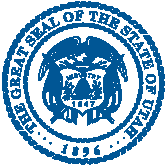 THE GREAT SEAL OF THE STATE OF UTAH
INDUSTRY
1847
1896